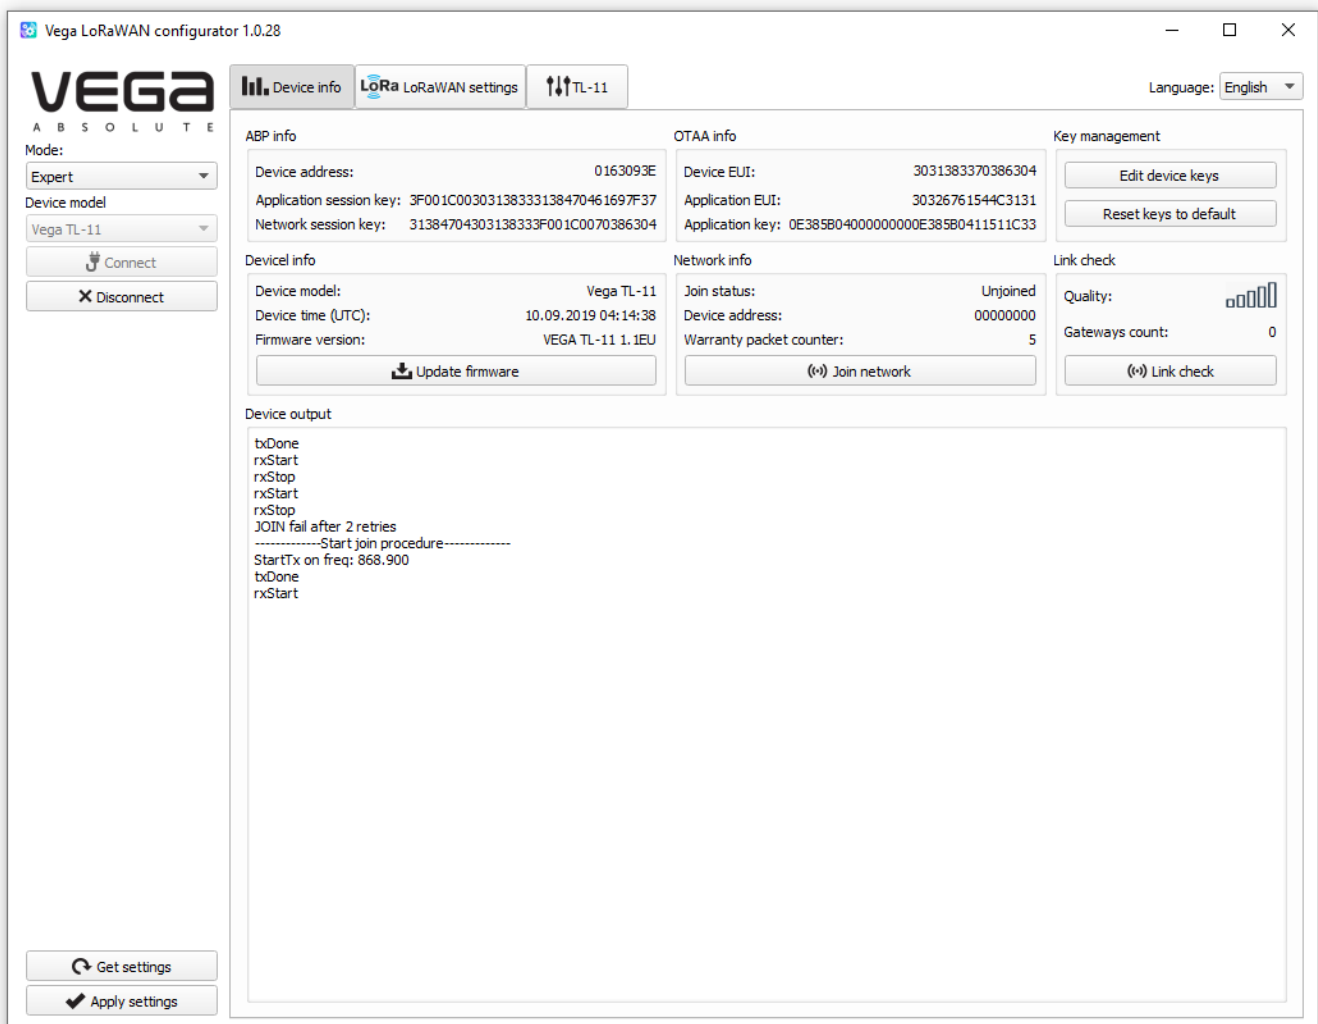 Vega LoRaWAN configurator 1.0.28
VEGA
ABSOLUTE
Mode:
Expert
Device model
Vega TL-11
Connect
Disconnect
Get settings
Apply settings
Device info
LoRa LoRaWAN settings
TL-11
Language: English
ABP info
Device address: 0163093E
Application session key: 3F001C003031383331384704616​97F37
Network session key: 31384704303138333F001C0070386304
OTAA info
Device EUI: 3031383370386304
Application EUI: 30326761544C3131
Application key: 0E385B04000000000E385B0411511C33
Key management
Edit device keys
Reset keys to default
Devicel info
Device model: Vega TL-11
Device time (UTC): 10.09.2019 04:14:38
Firmware version: VEGA TL-11 1.1EU
Update firmware
Network info
Join status: Unjoined
Device address: 00000000
Warranty packet counter: 5
Join network
Link check
Quality:
Gateways count: 0
Link check
Device output
txDone
rxStart
rxStop
rxStart
rxStop
JOIN fail after 2 retries
-------------Start join procedure-------------
StartTx on freq: 868.900
txDone
rxStart